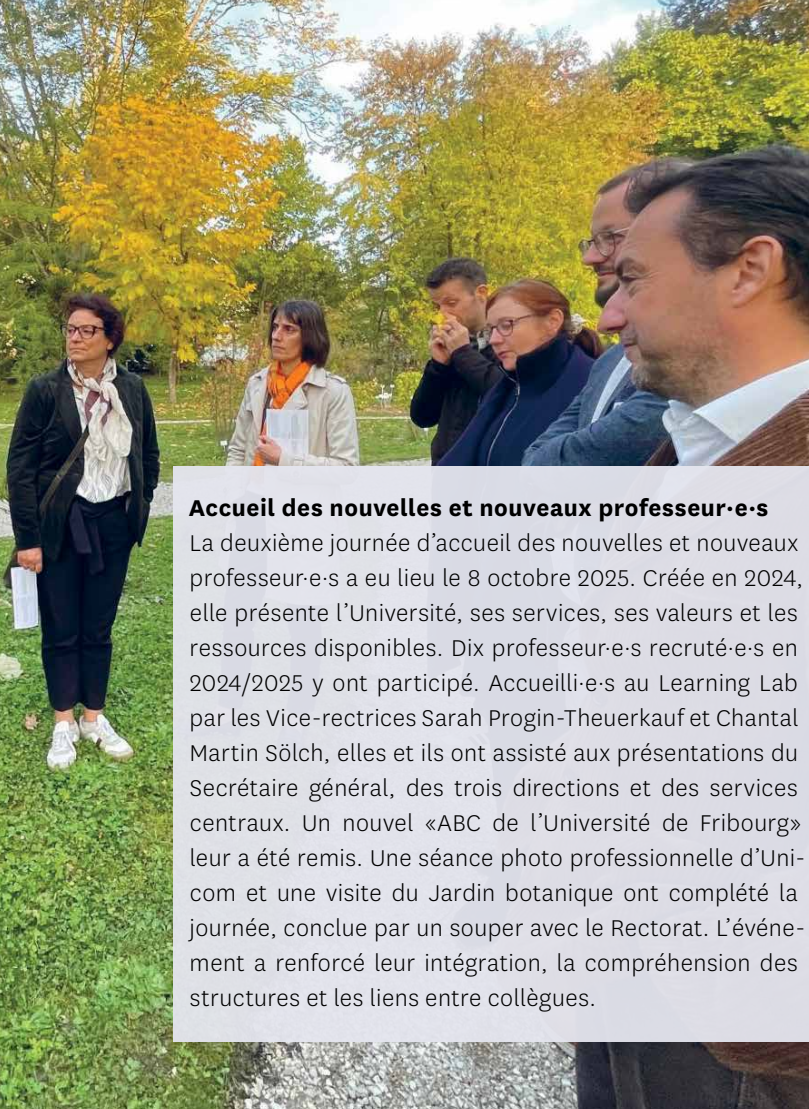 Accueil des nouvelles et nouveaux professeur·e·s
La deuxième journée d’accueil des nouvelles et nouveaux
professeur·e·s a eu lieu le 8 octobre 2025. Créée en 2024,
elle présente l’Université, ses services, ses valeurs et les
ressources disponibles. Dix professeur·e·s recruté·e·s en
2024/2025 y ont participé. Accueilli·e·s au Learning Lab
par les Vice-rectrices Sarah Progin-Theuerkauf et Chantal
Martin Sölch, elles et ils ont assisté aux présentations du
Secrétaire général, des trois directions et des services
centraux. Un nouvel «ABC de l’Université de Fribourg»
leur a été remis. Une séance photo professionnelle d’Uni-
com et une visite du Jardin botanique ont complété la
journée, conclue par un souper avec le Rectorat. L’événe-
ment a renforcé leur intégration, la compréhension des
structures et les liens entre collègues.